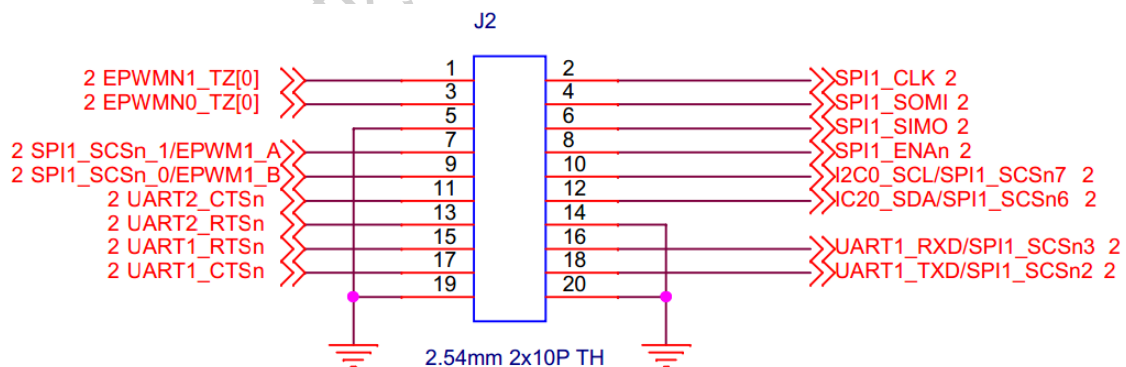 J2
2 EPWMN1_TZ[0] 1 2 SPI1_CLK 2
2 EPWMN0_TZ[0] 3 4 SPI1_SOMI 2
5 6 SPI1_SIMO 2
2 SPI1_SCSn_1/EPWM1_A 7 8 SPI1_ENAn 2
2 SPI1_SCSn_0/EPWM1_B 9 10 I2C0_SCL/SPI1_SCSn7 2
2 UART2_CTSn 11 12 IC20_SDA/SPI1_SCSn6 2
2 UART2_RTSn 13 14
2 UART1_RTSn 15 16 UART1_RXD/SPI1_SCSn3 2
2 UART1_CTSn 17 18 UART1_TXD/SPI1_SCSn2 2
19 20
2.54mm 2x10P TH